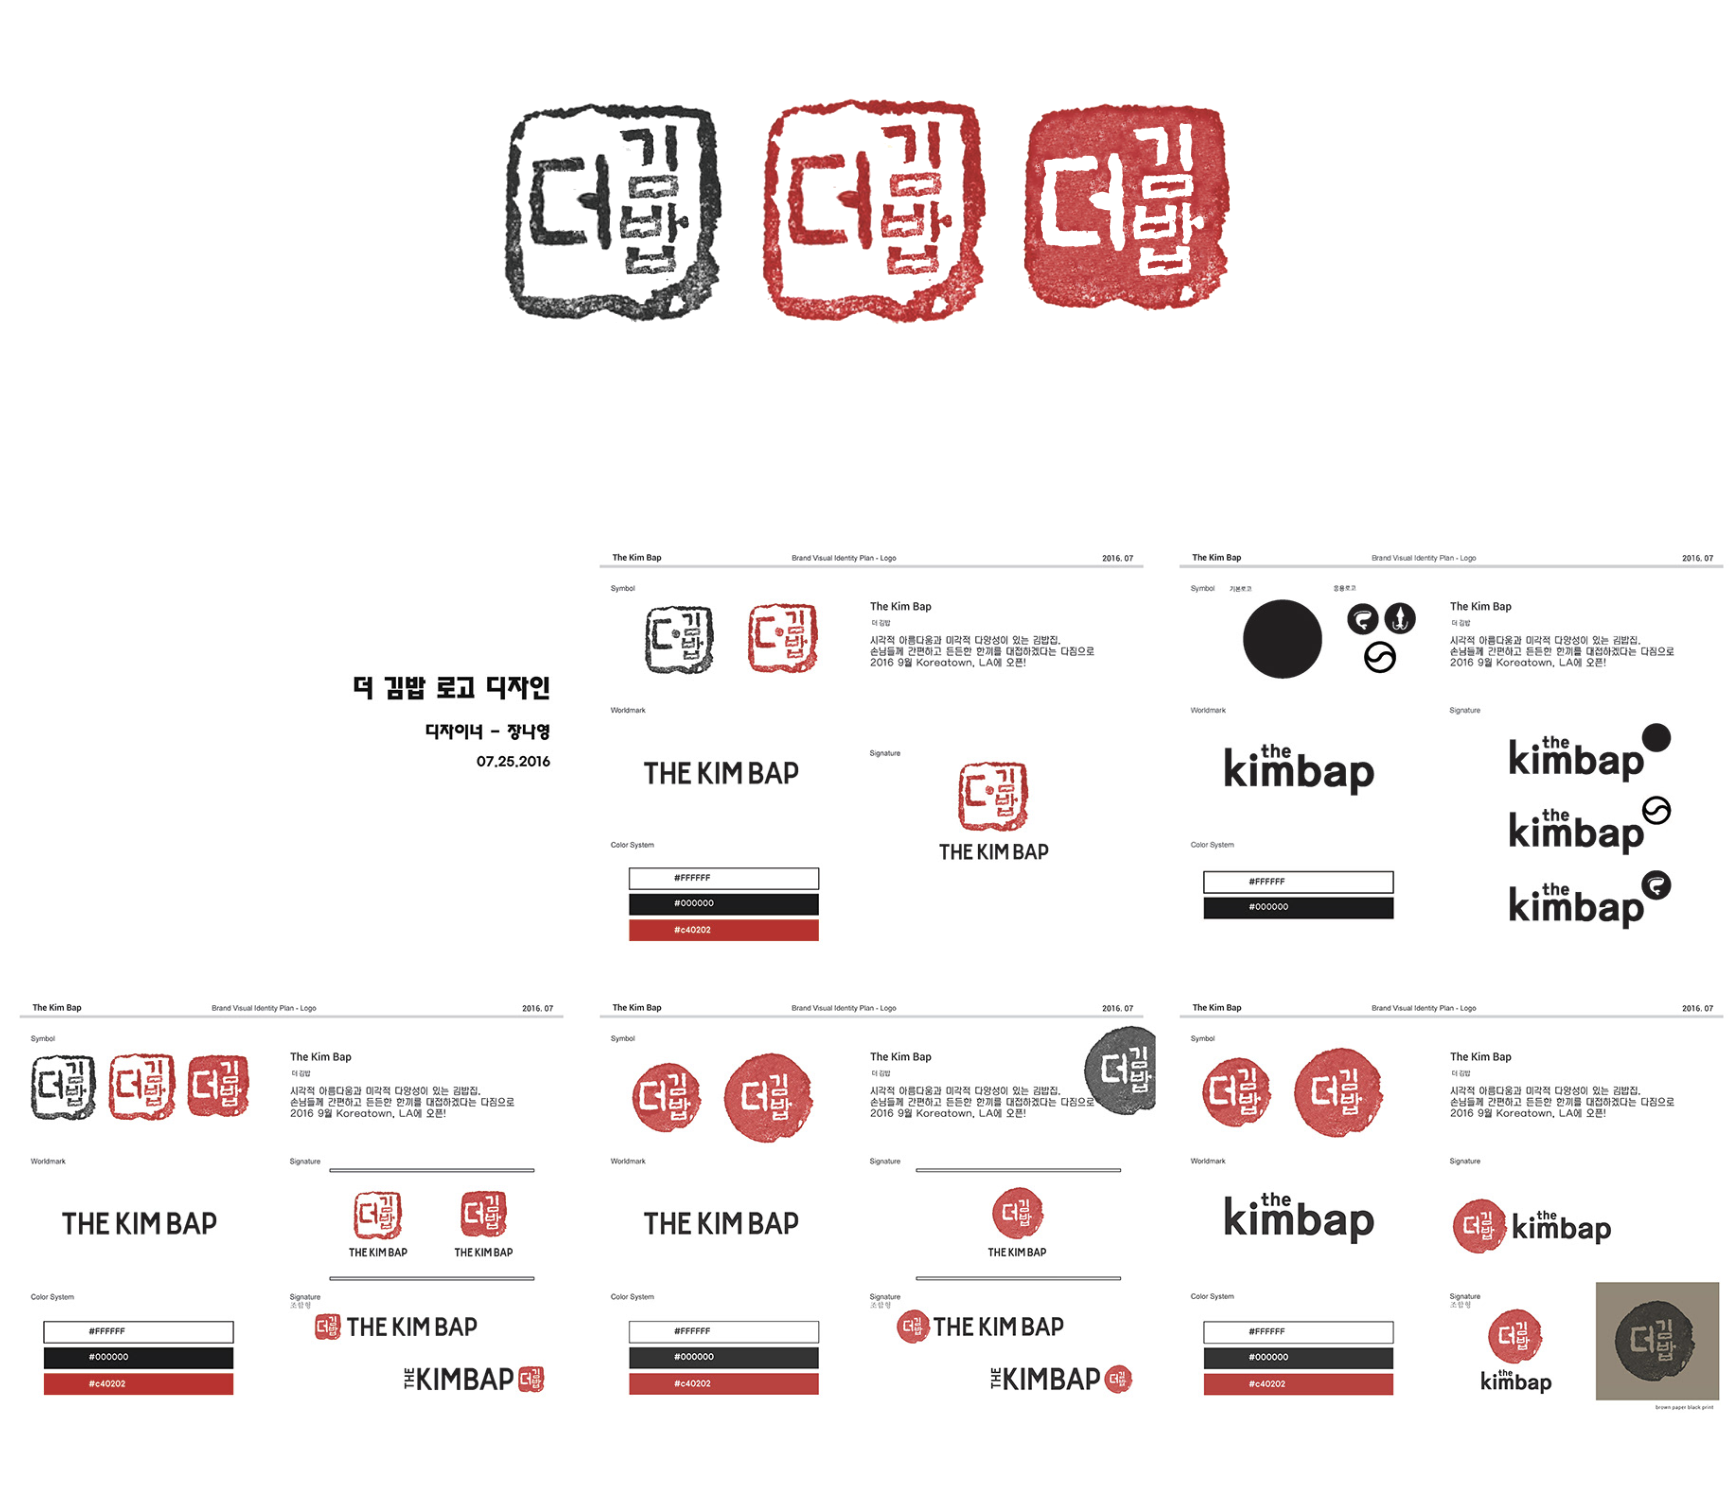 더 김밥
더 김밥
더 김밥
더 김밥 로고 디자인
디자이너 - 장나영
07.25.2016
The Kim Bap
Brand Visual Identity Plan - Logo
2016. 07
Symbol
더 김밥
더 김밥
The Kim Bap
더 김밥
시각적 아름다움과 미각적 다양성이 있는 김밥집.
손님들께 간편하고 든든한 한끼를 대접하겠다는 다짐으로
2016 9월 Koreatown, LA에 오픈!
Worldmark
THE KIM BAP
Signature
더 김밥
THE KIM BAP
Color System
#FFFFFF
#000000
#c40202
The Kim Bap
Brand Visual Identity Plan - Logo
2016. 07
Symbol
기본로고
응용로고
The Kim Bap
더 김밥
시각적 아름다움과 미각적 다양성이 있는 김밥집.
손님들께 간편하고 든든한 한끼를 대접하겠다는 다짐으로
2016 9월 Koreatown, LA에 오픈!
Worldmark
the
kimbap
Signature
the
kimbap
the
kimbap
the
kimbap
Color System
#FFFFFF
#000000
The Kim Bap
Brand Visual Identity Plan - Logo
2016. 07
Symbol
더 김밥
더 김밥
더 김밥
The Kim Bap
더 김밥
시각적 아름다움과 미각적 다양성이 있는 김밥집.
손님들께 간편하고 든든한 한끼를 대접하겠다는 다짐으로
2016 9월 Koreatown, LA에 오픈!
Worldmark
THE KIM BAP
Signature
더 김밥
THE KIM BAP
더 김밥
THE KIM BAP
Color System
#FFFFFF
#000000
#c40202
Signature
조합형
더 김밥
THE KIM BAP
THE KIMBAP
더 김밥
The Kim Bap
Brand Visual Identity Plan - Logo
2016. 07
Symbol
더 김밥
더 김밥
The Kim Bap
더 김밥
시각적 아름다움과 미각적 다양성이 있는 김밥집.
손님들께 간편하고 든든한 한끼를 대접하겠다는 다짐으로
2016 9월 Koreatown, LA에 오픈!
더 김밥
Worldmark
THE KIM BAP
Signature
더 김밥
THE KIM BAP
Color System
#FFFFFF
#000000
#c40202
Signature
조합형
더 김밥
THE KIM BAP
THE KIMBAP
더 김밥
The Kim Bap
Brand Visual Identity Plan - Logo
2016. 07
Symbol
더 김밥
더 김밥
The Kim Bap
더 김밥
시각적 아름다움과 미각적 다양성이 있는 김밥집.
손님들께 간편하고 든든한 한끼를 대접하겠다는 다짐으로
2016 9월 Koreatown, LA에 오픈!
Worldmark
the
kimbap
Signature
더 김밥
the
kimbap
Color System
#FFFFFF
#000000
#c40202
Signature
조합형
더 김밥
the
kimbap
더 김밥
brown paper black print